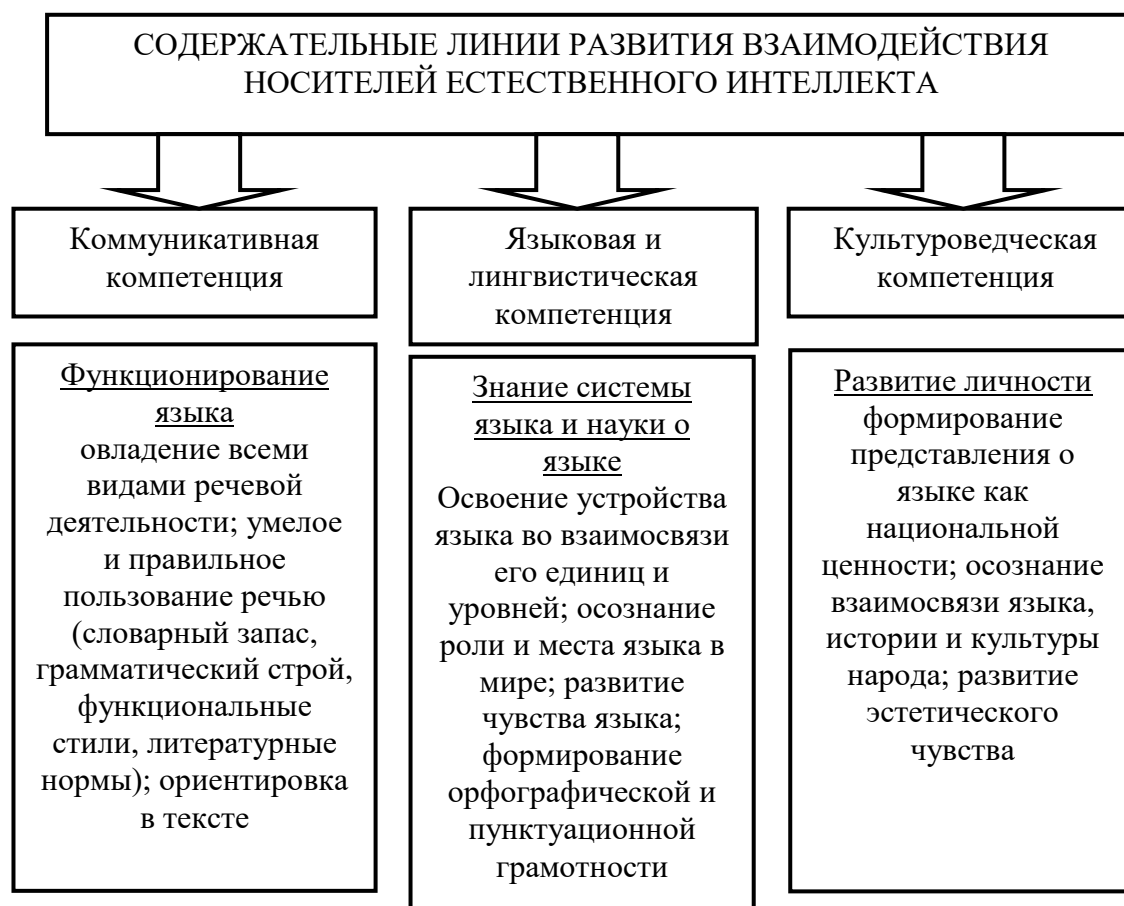 СОДЕРЖАТЕЛЬНЫЕ ЛИНИИ РАЗВИТИЯ ВЗАИМОДЕЙСТВИЯ
НОСИТЕЛЕЙ ЕСТЕСТВЕННОГО ИНТЕЛЛЕКТА
Коммуникативная
компетенция
Функционирование
языка
овладение всеми
видами речевой
деятельности; умелое
и правильное
пользование речью
(словарный запас,
грамматический строй,
функциональные
стили, литературные
нормы); ориентировка
в тексте
Языковая и
лингвистическая
компетенция
Знание системы
языка и науки о
языке
Освоение устройства
языка во взаимосвязи
его единиц и
уровней; осознание
роли и места языка в
мире; развитие
чувства языка;
формирование
орфографической и
пунктуационной
грамотности
Культуроведческая
компетенция
Развитие личности
формирование
представления о
языке как
национальной
ценности; осознание
взаимосвязи языка,
истории и культуры
народа; развитие
эстетического
чувства